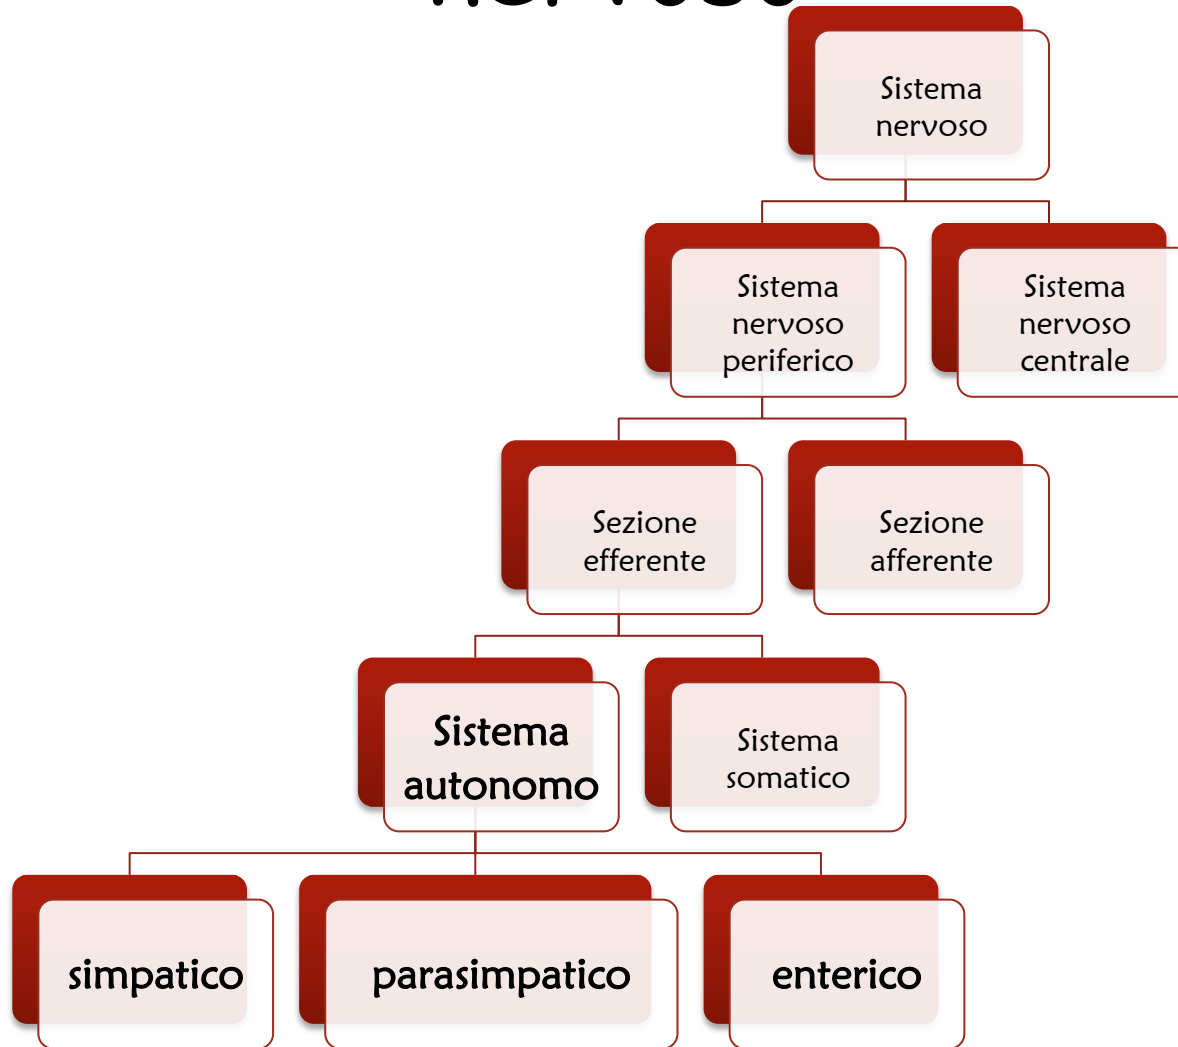 Sistema
nervoso
Sistema
nervoso
periferico
Sistema
nervoso
centrale
Sezione
efferente
Sezione
afferente
Sistema
autonomo
Sistema
somatico
simpatico
parasimpatico
enterico